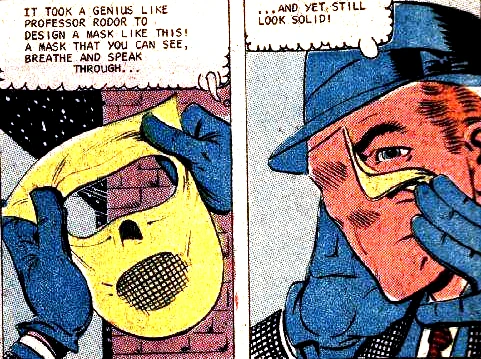 IT TOOK A GENIUS LIKE
PROFESSOR RODOR TO
DESIGN A MASK LIKE THIS!
A MASK THAT YOU CAN SEE,
BREATHE AND SPEAK
THROUGH...
...AND YET, STILL
LOOK SOLID!